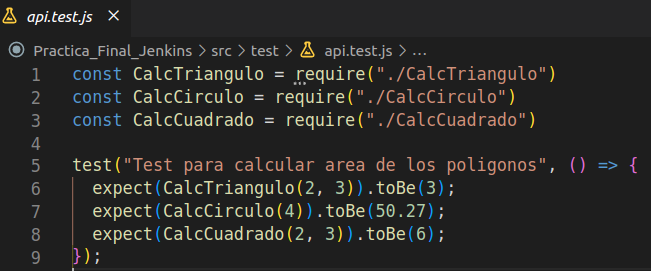 api.test.js ×
Practica_Final_Jenkins > src > test > api.test.js > ...
1 const CalcTriangulo = require("./CalcTriangulo")
2 const CalcCirculo = require("./CalcCirculo")
3 const CalcCuadrado = require("./CalcCuadrado")
4
5 test("Test para calcular area de los poligonos", () => {
6 expect(CalcTriangulo(2, 3)).toBe(3);
7 expect(CalcCirculo(4)).toBe(50.27);
8 expect(CalcCuadrado(2, 3)).toBe(6);
9 });